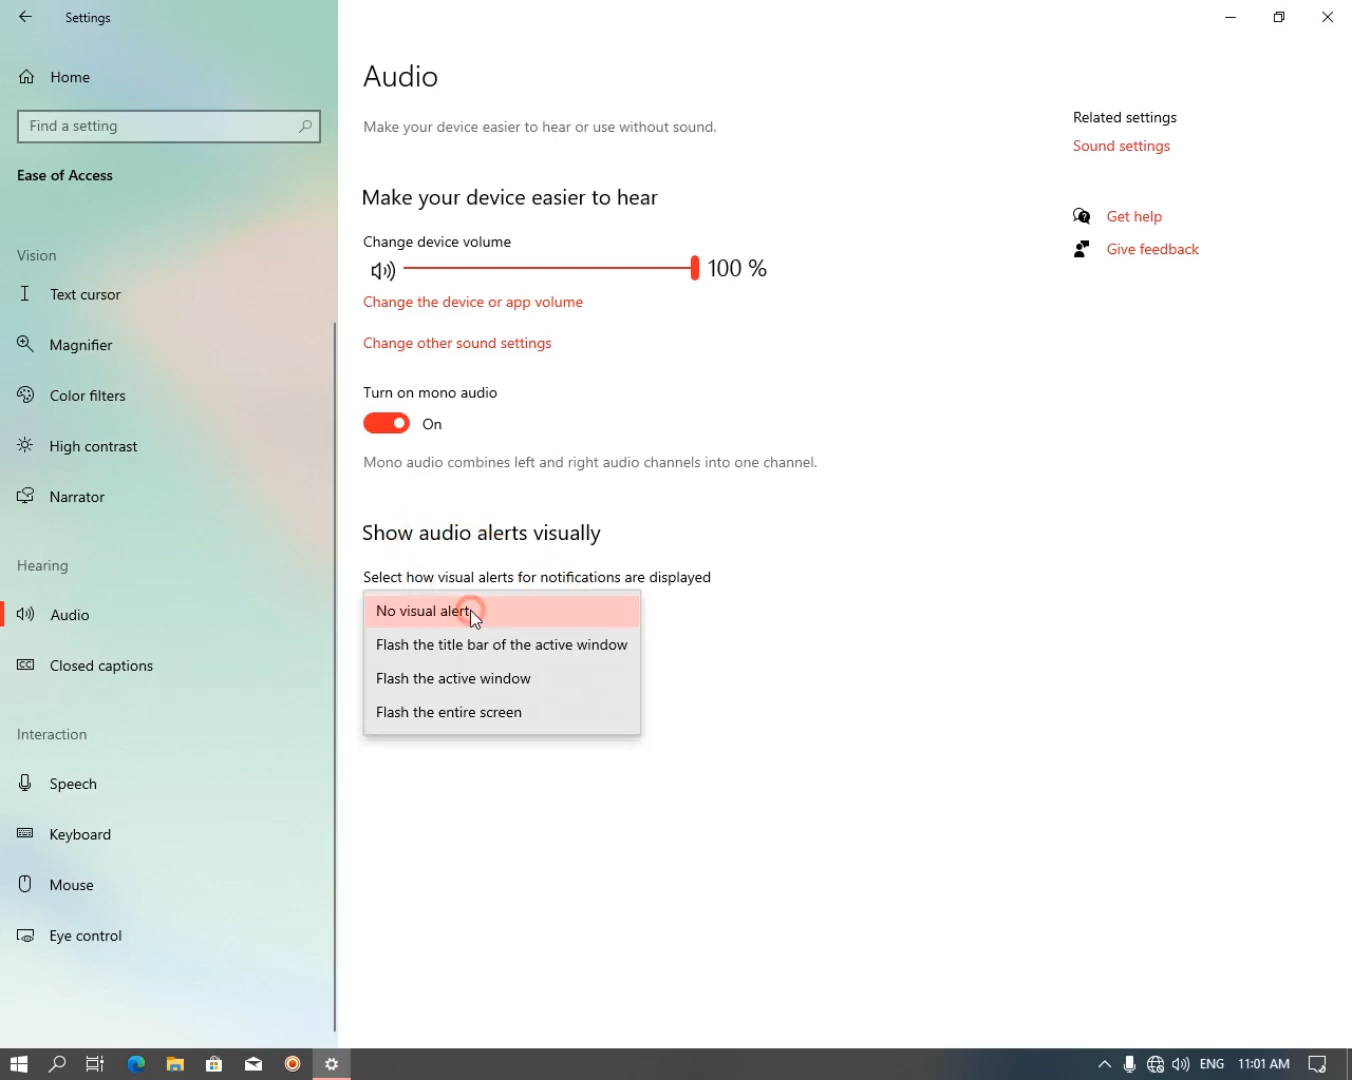 Settings
Home
Find a setting
Ease of Access
Vision
Text cursor
Magnifier
Color filters
High contrast
Narrator
Hearing
Audio
Closed captions
Interaction
Speech
Keyboard
Mouse
Eye control
Audio
Make your device easier to hear or use without sound.
Make your device easier to hear
Change device volume
100 %
Change the device or app volume
Change other sound settings
Turn on mono audio
On
Mono audio combines left and right audio channels into one channel.
Show audio alerts visually
Select how visual alerts for notifications are displayed
No visual alert
Flash the title bar of the active window
Flash the active window
Flash the entire screen
Related settings
Sound settings
Get help
Give feedback
ENG 11:01 AM